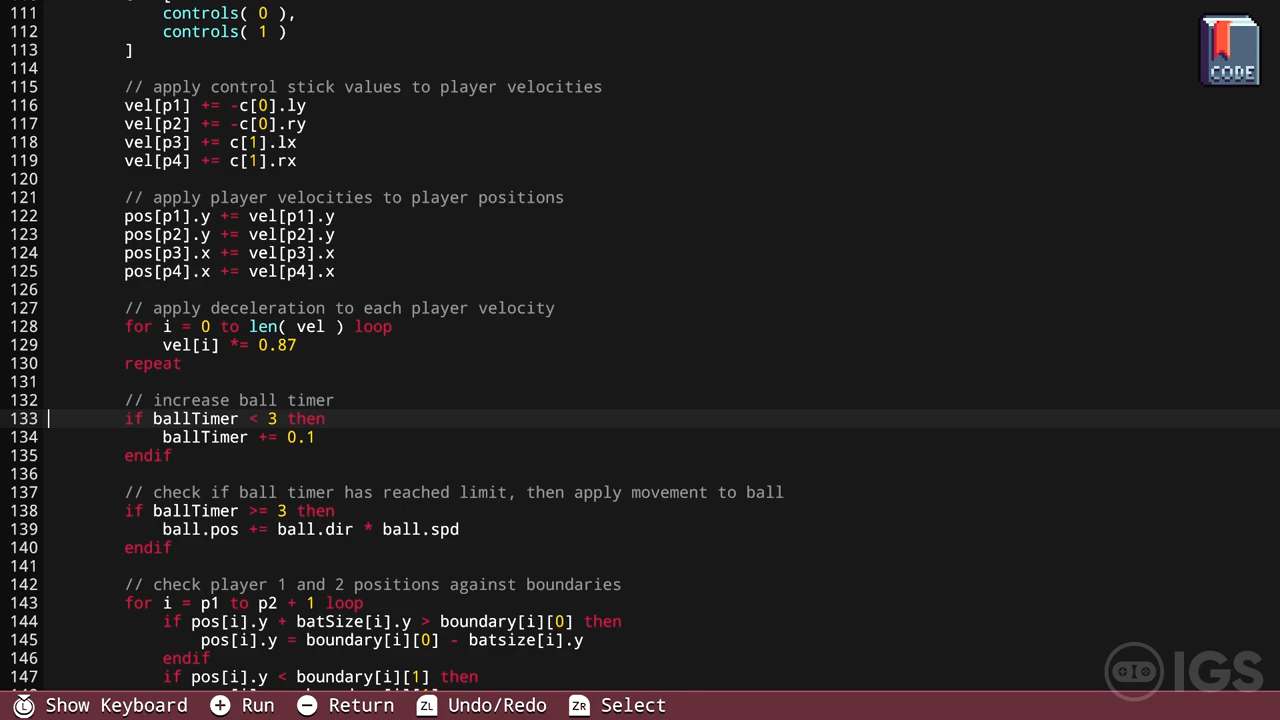 111 controls( 0 ),
112 controls( 1 )
113 ]
114
115 // apply control stick values to player velocities
116 vel[p1] += -c[0].ly
117 vel[p2] += -c[0].ry
118 vel[p3] += c[1].lx
119 vel[p4] += c[1].rx
120
121 // apply player velocities to player positions
122 pos[p1].y += vel[p1].y
123 pos[p2].y += vel[p2].y
124 pos[p3].x += vel[p3].x
125 pos[p4].x += vel[p4].x
126
127 // apply deceleration to each player velocity
128 for i = 0 to len( vel ) loop
129 vel[i] *= 0.87
130 repeat
131
132 // increase ball timer
133 if ballTimer < 3 then
134 ballTimer += 0.1
135 endif
136
137 // check if ball timer has reached limit, then apply movement to ball
138 if ballTimer >= 3 then
139 ball.pos += ball.dir * ball.spd
140 endif
141
142 // check player 1 and 2 positions against boundaries
143 for i = p1 to p2 + 1 loop
144 if pos[i].y + batSize[i].y > boundary[i][0] then
145 pos[i].y = boundary[i][0] - batsize[i].y
146 endif
147 if pos[i].y < boundary[i][1] then
CODE
IGS
Show Keyboard + Run - Return ZL Undo/Redo ZR Select